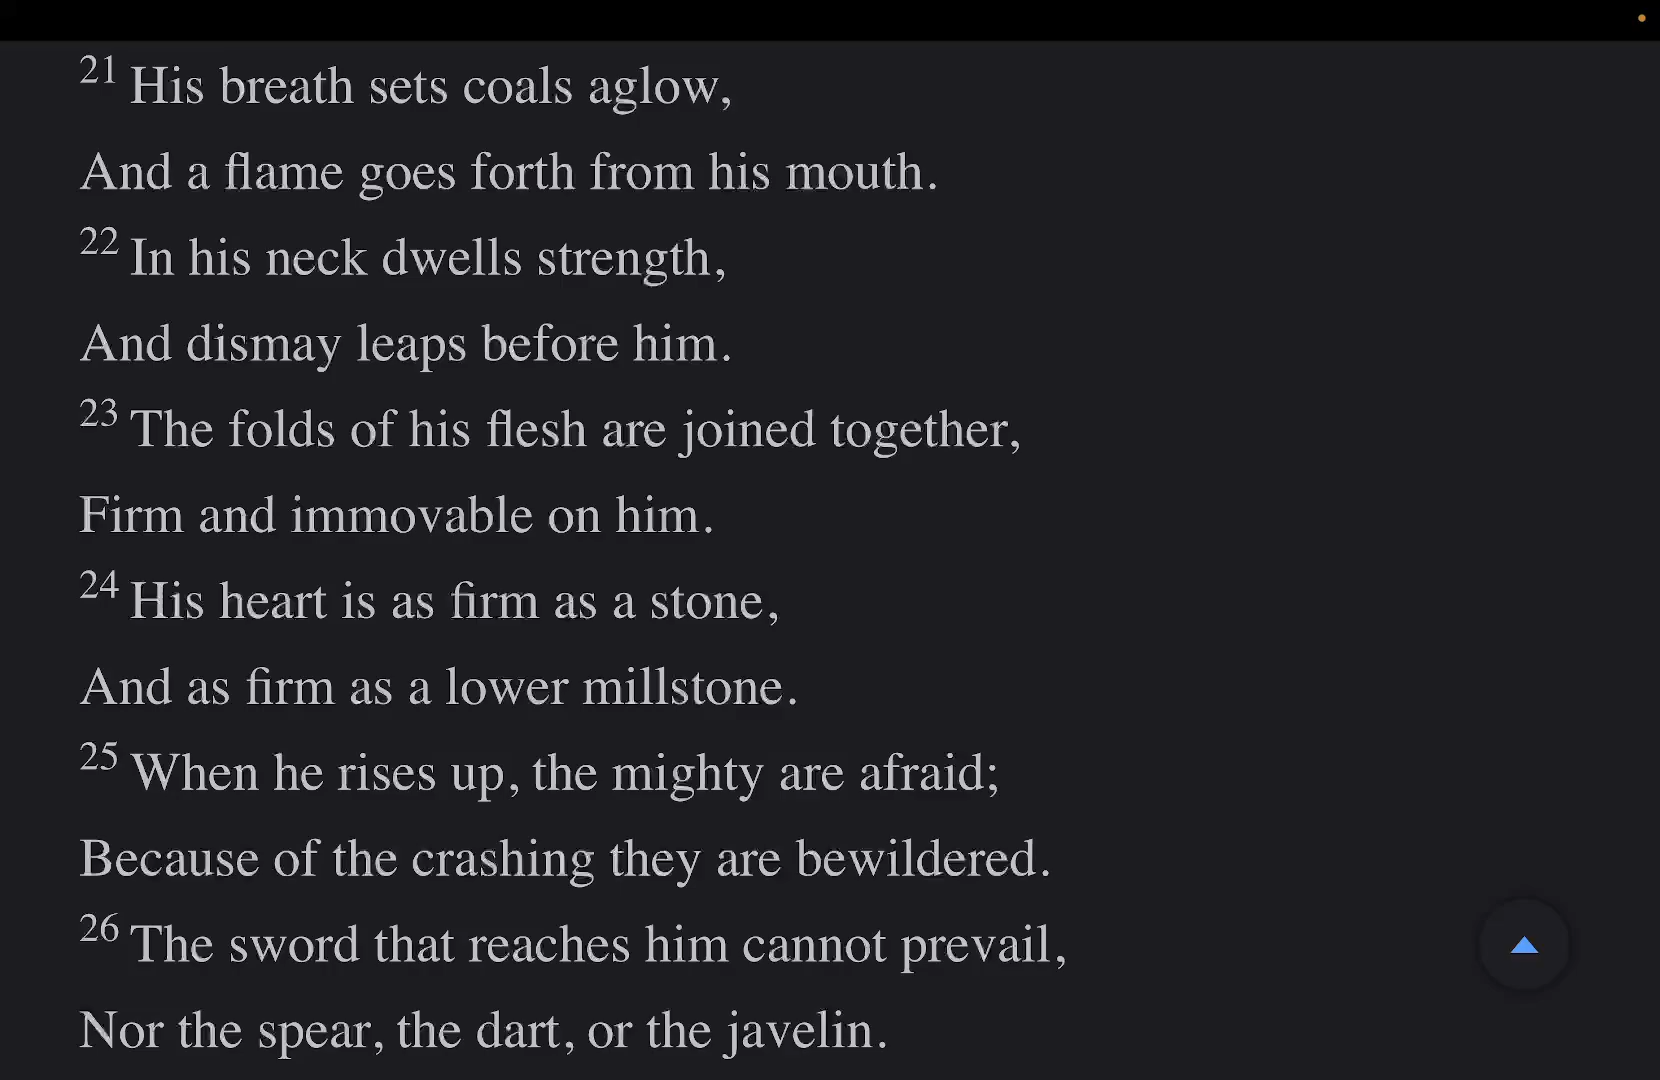 21 His breath sets coals aglow,
And a flame goes forth from his mouth.
22 In his neck dwells strength,
And dismay leaps before him.
23 The folds of his flesh are joined together,
Firm and immovable on him.
24 His heart is as firm as a stone,
And as firm as a lower millstone.
25 When he rises up, the mighty are afraid;
Because of the crashing they are bewildered.
26 The sword that reaches him cannot prevail,
Nor the spear, the dart, or the javelin.